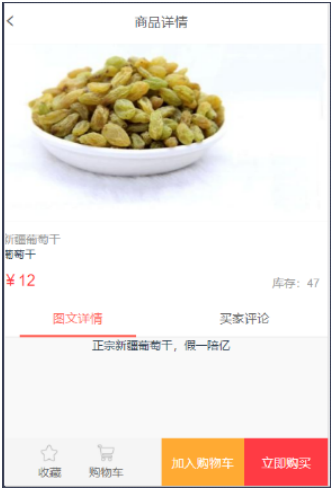 商品详情
新疆葡萄干
葡萄干
￥12
库存：47
图文详情
买家评论
正宗新疆葡萄干，假一陪亿
收藏
购物车
加入购物车
立即购买